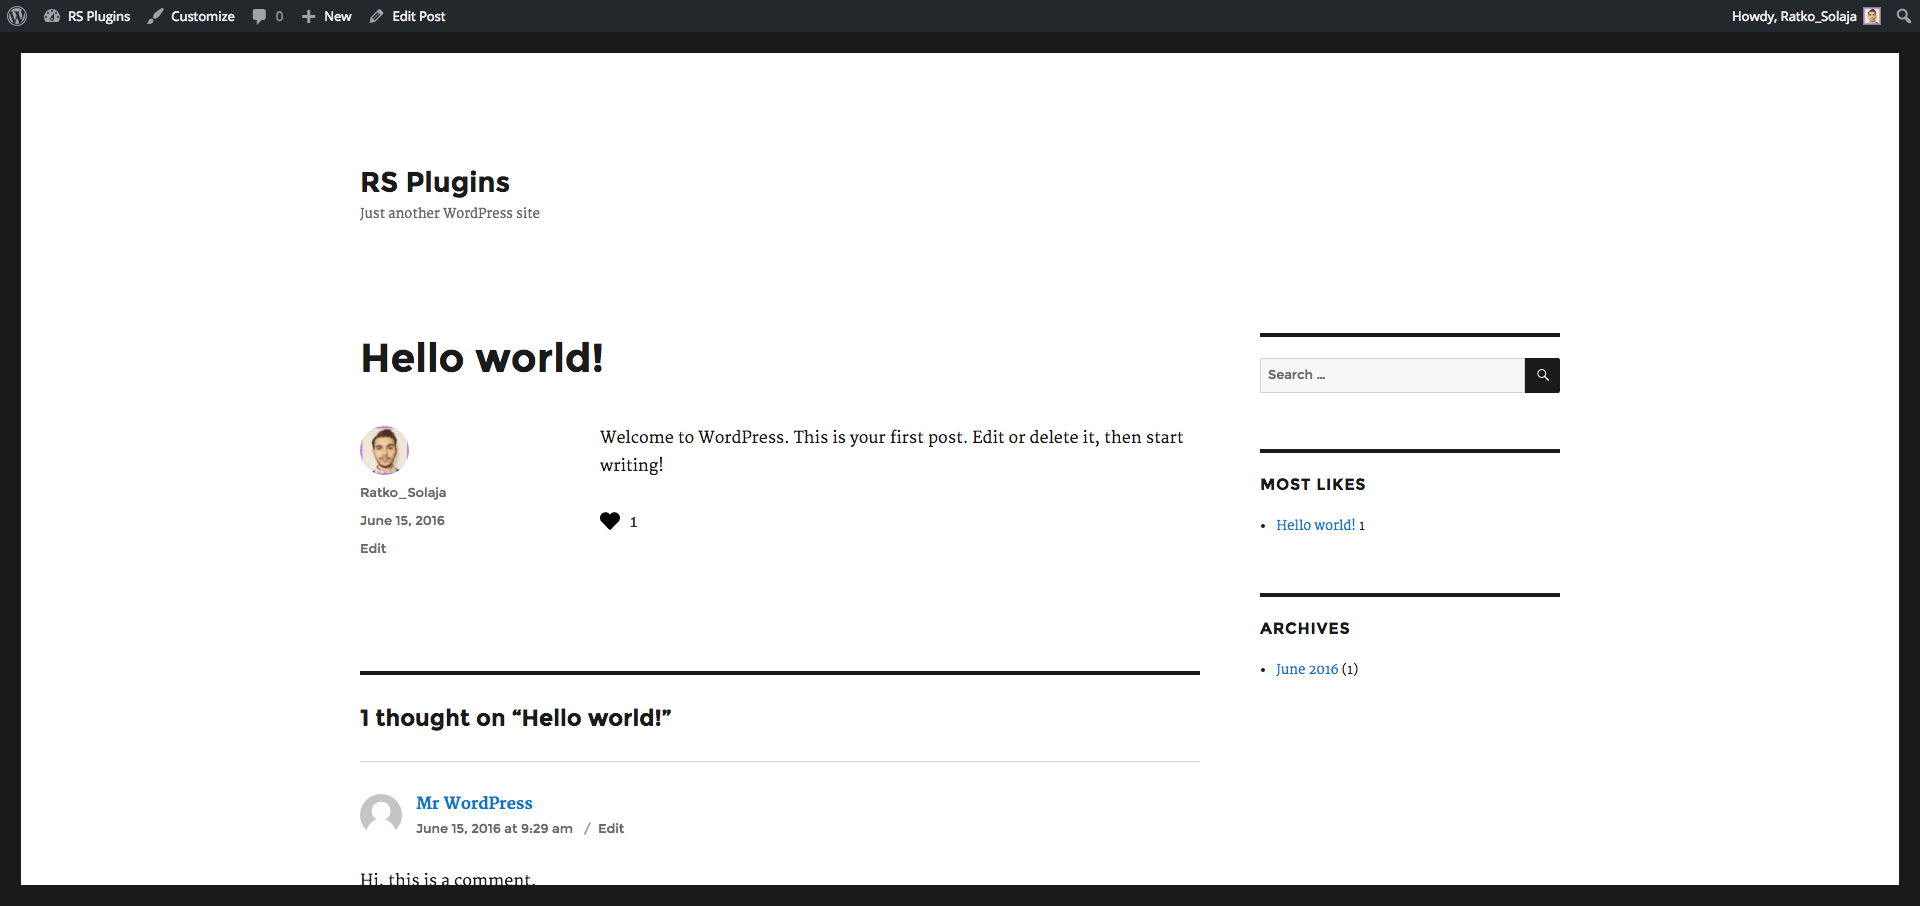 RS Plugins Customize 0 New Edit Post Howdy, Ratko_Solaja
RS Plugins
Just another WordPress site
Hello world!
Ratko_Solaja
June 15, 2016
Edit
Welcome to WordPress. This is your first post. Edit or delete it, then start
writing!
1
Search …
MOST LIKES
Hello world! 1
ARCHIVES
June 2016 (1)
1 thought on “Hello world!”
Mr WordPress
June 15, 2016 at 9:29 am / Edit
Hi, this is a comment.